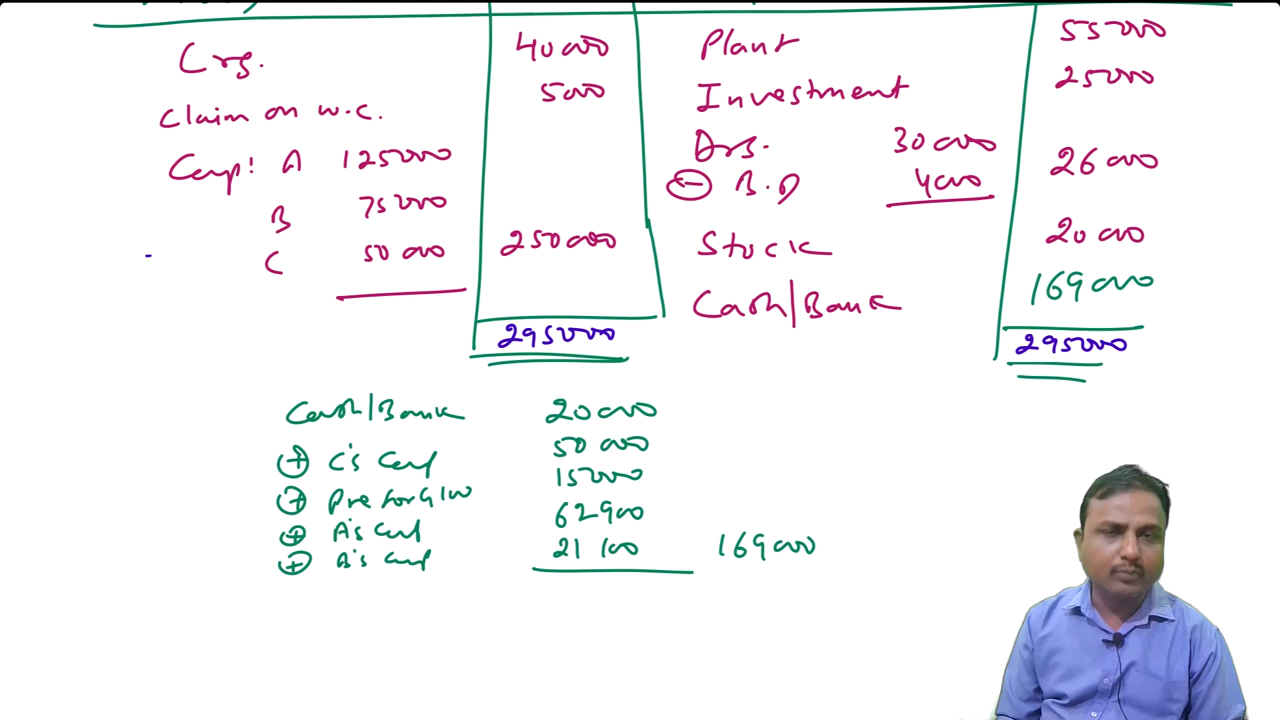 Crs. 40000 Plant 55000
Claim on w.c. 5000 Investment 25000
Cap: A 125000 Drs. 30000 26000
B 75000 (-) B.D 4000
C 50000 250000 Stock 20000
Cash/Bank 169000
295000 295000
Cash/Bank 20000
(+) C's Cap 50000
(+) Pre for G/W 15000
(+) A's Cap 62900
(+) B's Cap 21100 169000